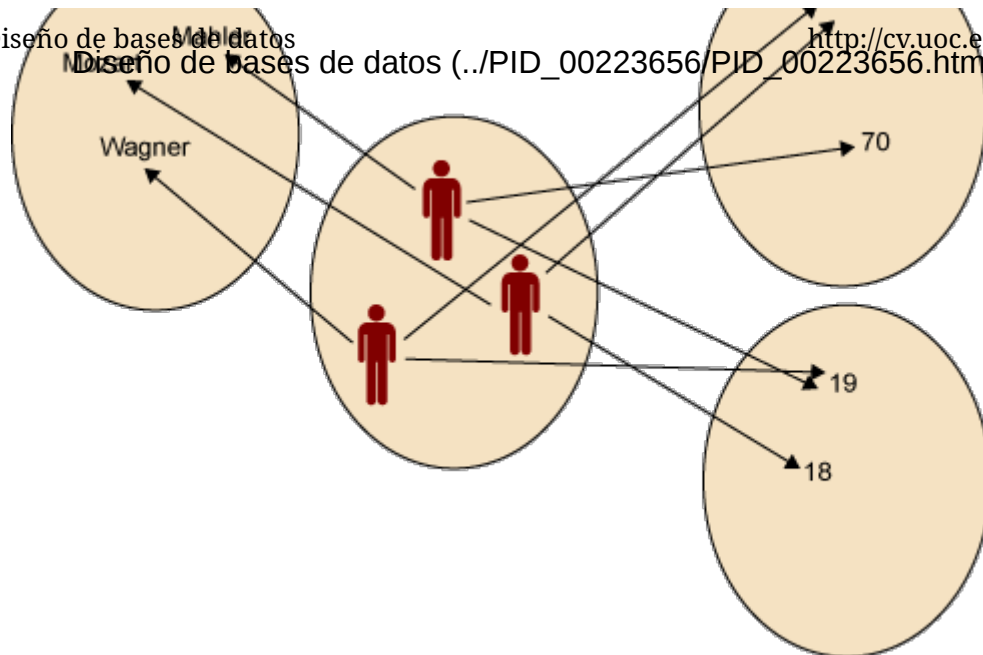 iseño de bases de datos
http://cv.uoc.e
Diseño de bases de datos (../PID_00223656/PID_00223656.htm
Mahler
Wagner
70
19
18